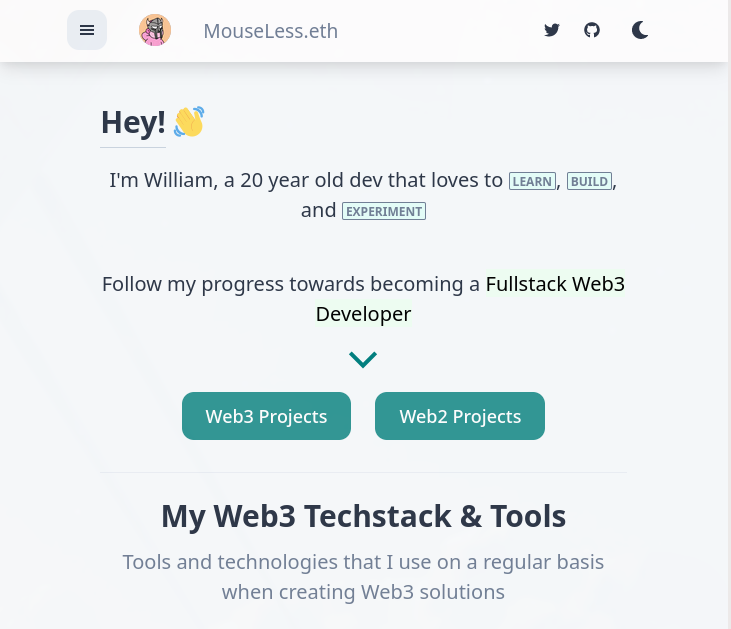 MouseLess.eth
Hey! 👋
I'm William, a 20 year old dev that loves to LEARN, BUILD,
and EXPERIMENT
Follow my progress towards becoming a Fullstack Web3
Developer
Web3 Projects Web2 Projects
My Web3 Techstack & Tools
Tools and technologies that I use on a regular basis
when creating Web3 solutions